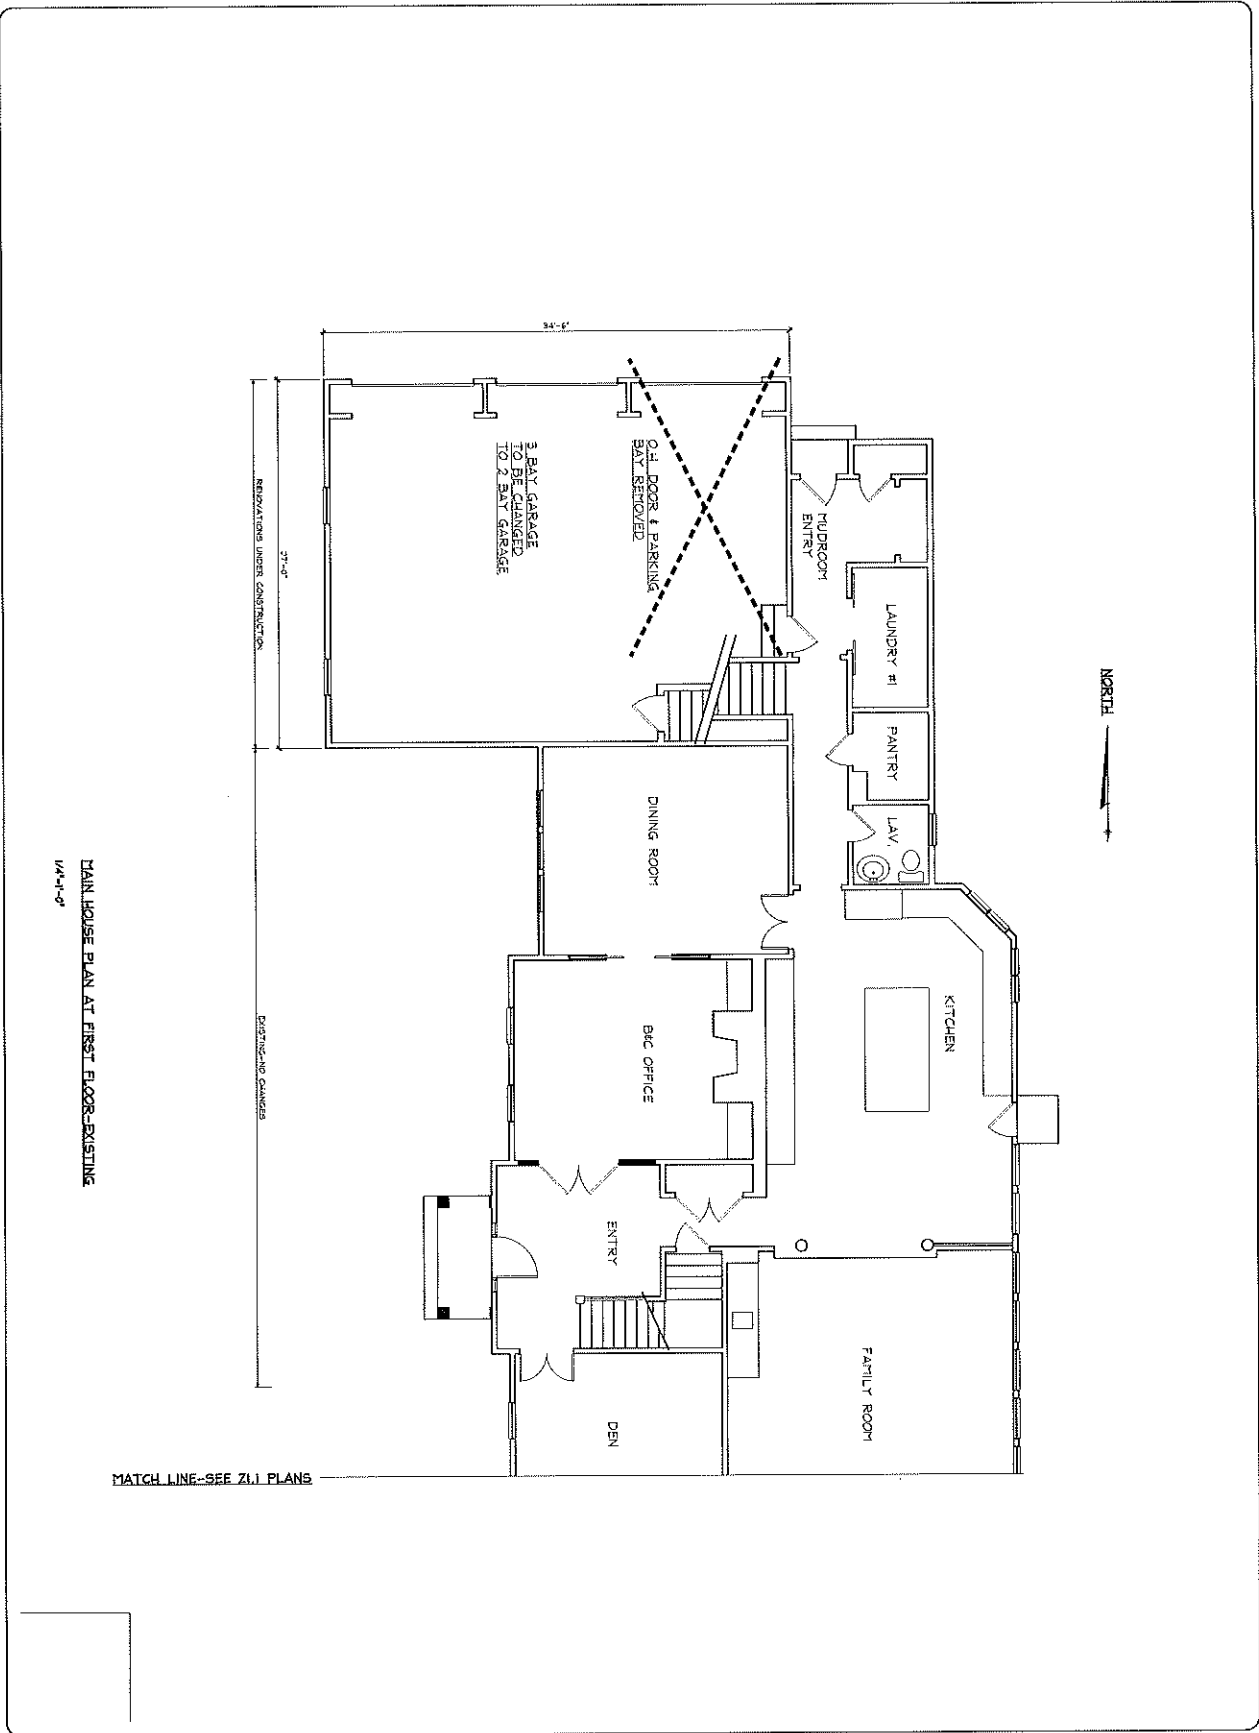 NORTH
MUDROOM
ENTRY
LAUNDRY #1
PANTRY
LAV.
KITCHEN
FAMILY ROOM
34'-6"
O.H. DOOR & PARKING
BAY REMOVED
3 BAY GARAGE
TO BE CHANGED
TO 2 BAY GARAGE
DINING ROOM
B&C OFFICE
ENTRY
DEN
37'-0"
RENOVATIONS UNDER CONSTRUCTION
EXISTING-NO CHANGES
MATCH LINE-SEE Z1.1 PLANS
MAIN HOUSE PLAN AT FIRST FLOOR-EXISTING
1/4"=1'-0"